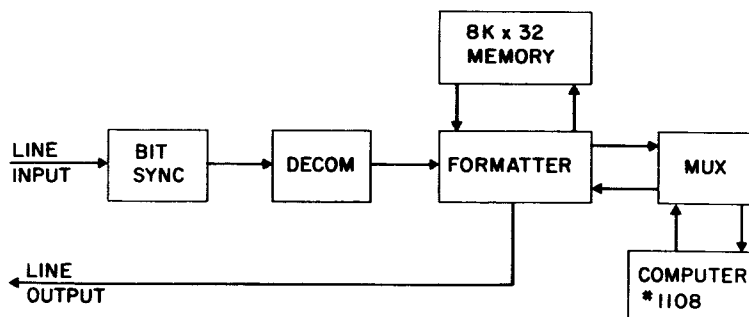 8K x 32
MEMORY
LINE
INPUT
BIT
SYNC
DECOM
FORMATTER
MUX
LINE
OUTPUT
COMPUTER
#1108